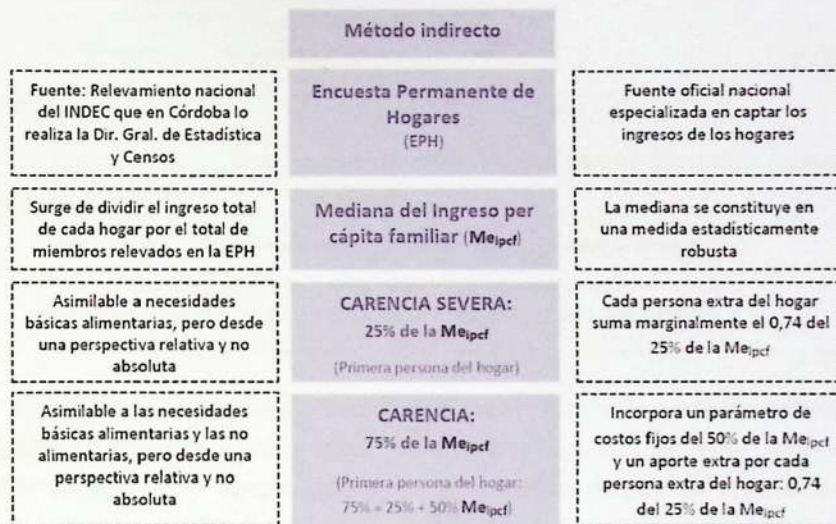 Método indirecto
Fuente: Relevamiento nacional
del INDEC que en Córdoba lo
realiza la Dir. Gral. de Estadística
y Censos
Encuesta Permanente de
Hogares
(EPH)
Fuente oficial nacional
especializada en captar los
ingresos de los hogares
Surge de dividir el ingreso total
de cada hogar por el total de
miembros relevados en la EPH
Mediana del Ingreso per
cápita familiar (Meipcf)
La mediana se constituye en
una medida estadísticamente
robusta
Asimilable a necesidades
básicas alimentarias, pero desde
una perspectiva relativa y no
absoluta
CARENCIA SEVERA:
25% de la Meipcf
(Primera persona del hogar)
Cada persona extra del hogar
suma marginalmente el 0,74 del
25% de la Meipcf
Asimilable a las necesidades
básicas alimentarias y las no
alimentarias, pero desde una
perspectiva relativa y no
absoluta
CARENCIA:
75% de la Meipcf
(Primera persona del hogar:
75% = 25% + 50% Meipcf)
Incorpora un parámetro de
costos fijos del 50% de la Meipcf
y un aporte extra por cada
persona extra del hogar: 0,74
del 25% de la Meipcf